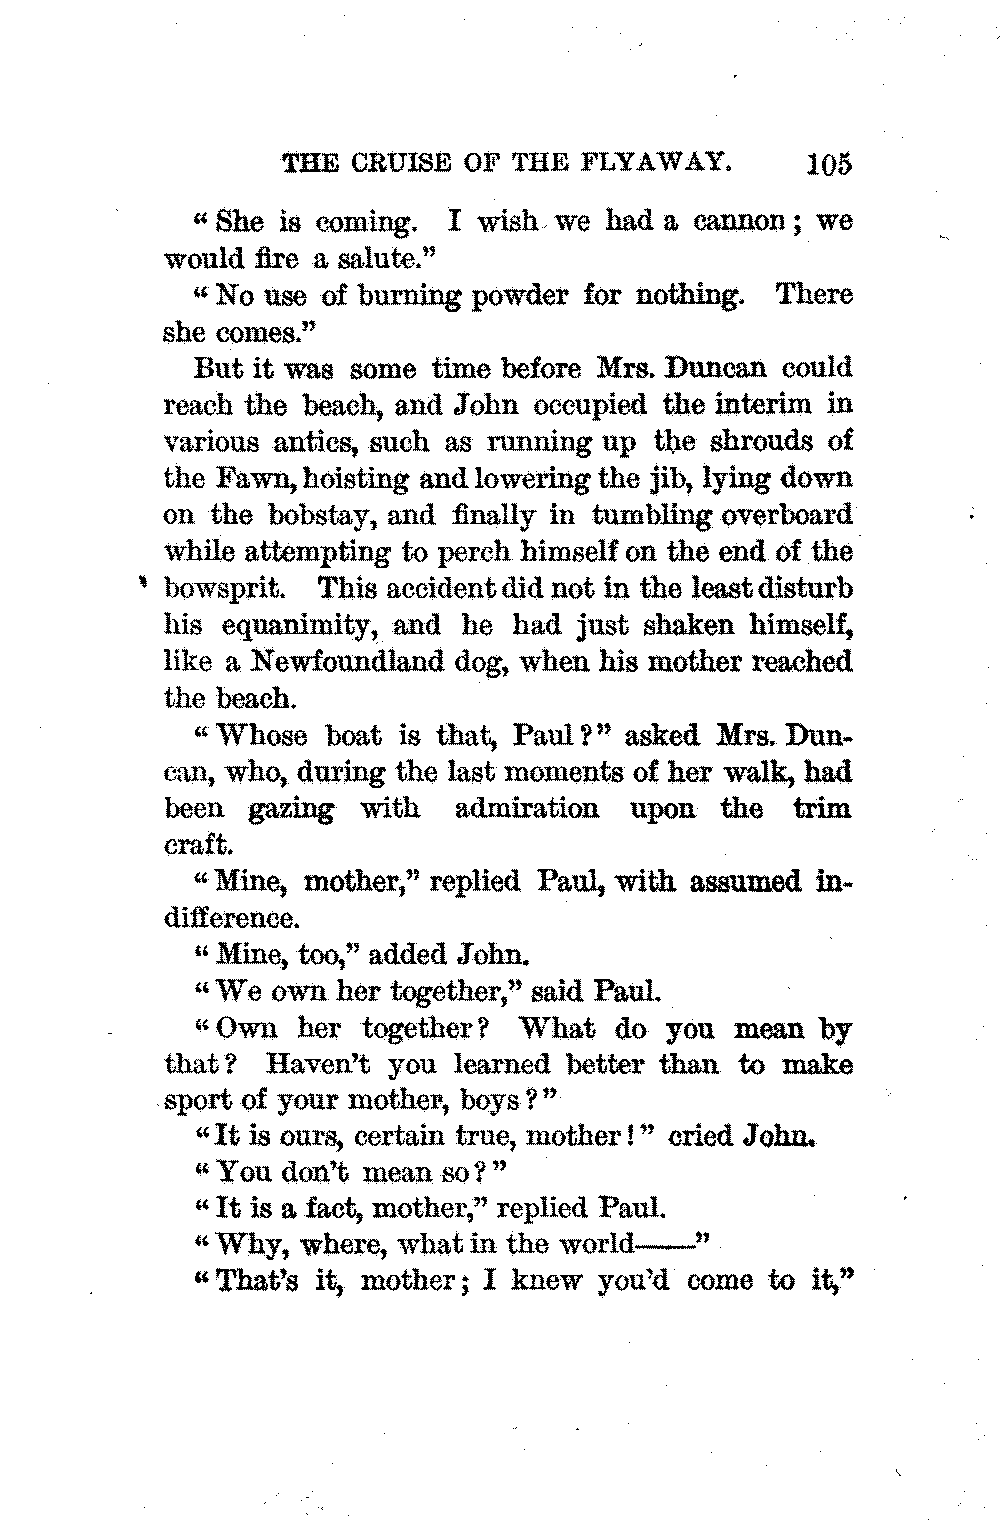 THE CRUISE OF THE FLYAWAY. 105
“She is coming. I wish we had a cannon; we
would fire a salute.”
“No use of burning powder for nothing. There
she comes.”
But it was some time before Mrs. Duncan could
reach the beach, and John occupied the interim in
various antics, such as running up the shrouds of
the Fawn, hoisting and lowering the jib, lying down
on the bobstay, and finally in tumbling overboard
while attempting to perch himself on the end of the
bowsprit. This accident did not in the least disturb
his equanimity, and he had just shaken himself,
like a Newfoundland dog, when his mother reached
the beach.
“Whose boat is that, Paul?” asked Mrs. Dun-
can, who, during the last moments of her walk, had
been gazing with admiration upon the trim
craft.
“Mine, mother,” replied Paul, with assumed in-
difference.
“Mine, too,” added John.
“We own her together,” said Paul.
“Own her together? What do you mean by
that? Haven’t you learned better than to make
sport of your mother, boys?”
“It is ours, certain true, mother!” cried John.
“You don’t mean so?”
“It is a fact, mother,” replied Paul.
“Why, where, what in the world——”
“That’s it, mother; I knew you’d come to it,”